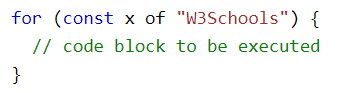 for (const x of "W3Schools") {
  // code block to be executed
}